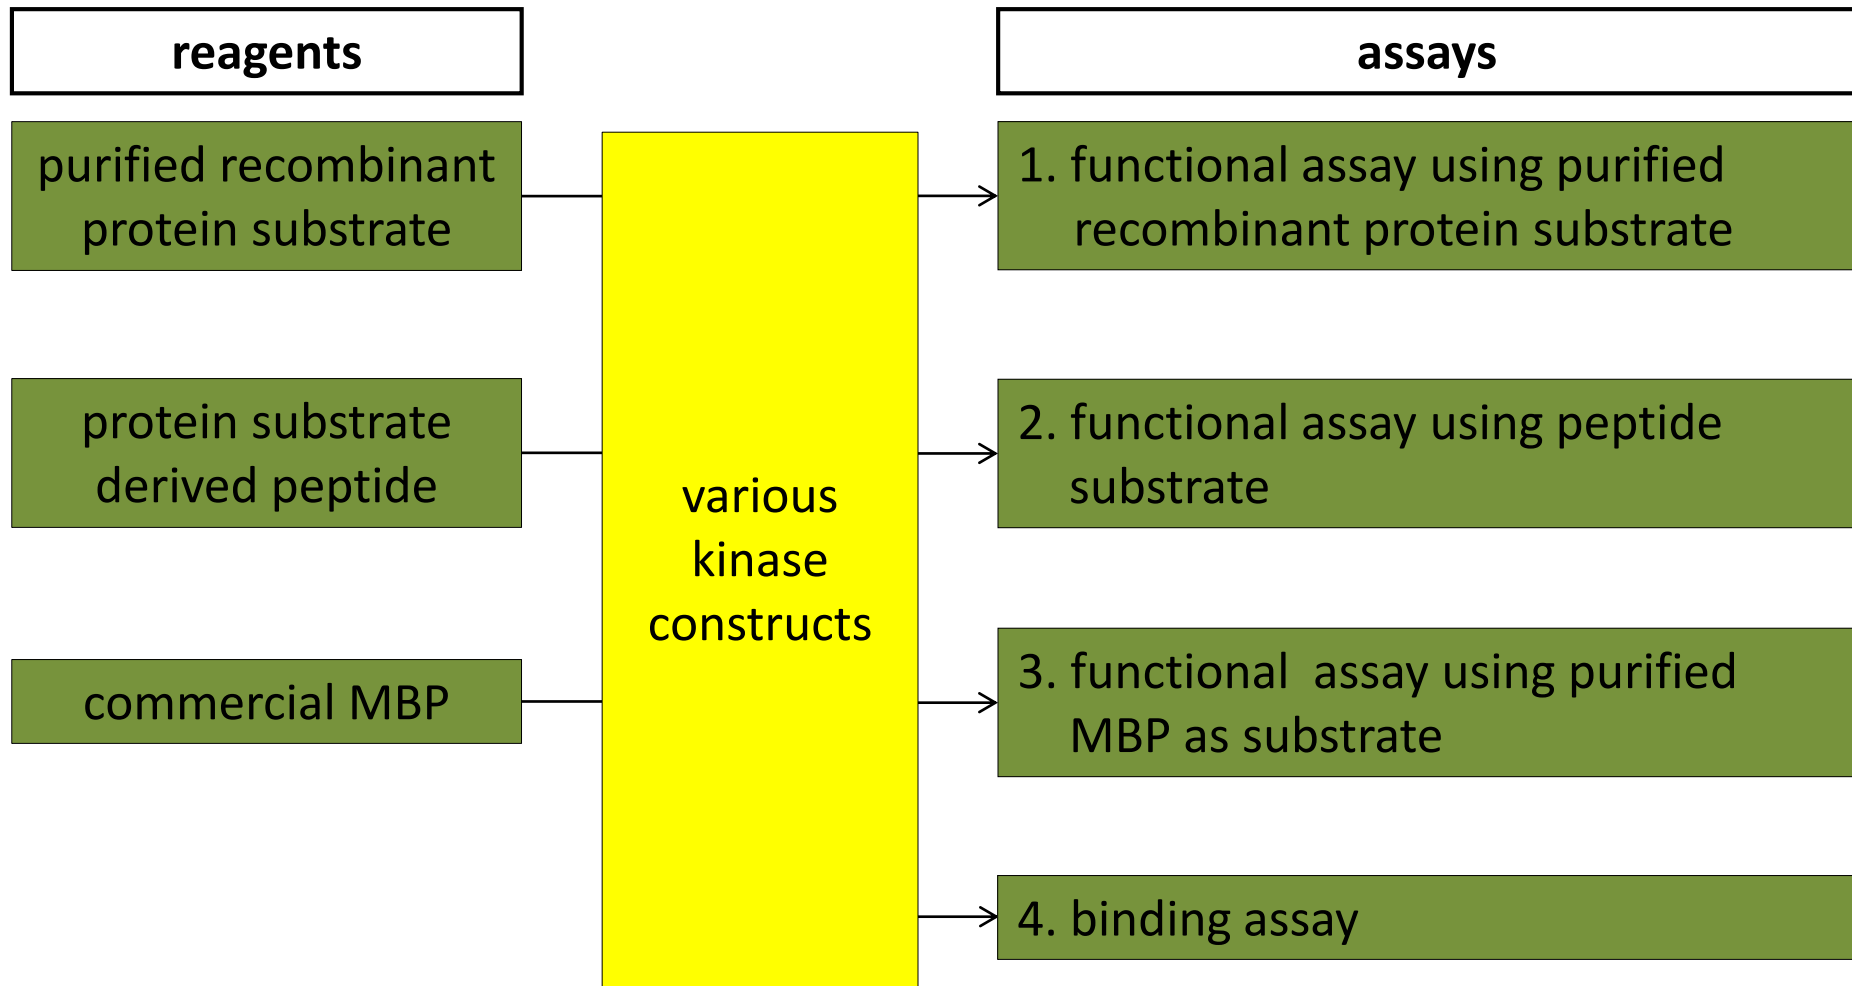 reagents
assays
purified recombinant
protein substrate
1. functional assay using purified
recombinant protein substrate
protein substrate
derived peptide
2. functional assay using peptide
substrate
various
kinase
constructs
commercial MBP
3. functional  assay using purified
MBP as substrate
4. binding assay